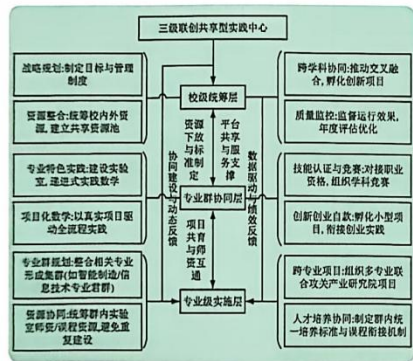 三级联创共享型实践中心
战略规划:制定目标与管理
制度
资源整合:统筹校内外资
源,建立共享资源池
专业特色实践:建设实验
室,递进式实践数学
项目化数学:以真实项目驱
动全流程实践
专业群规划:整合相关专业
形成集群(如智能制造/信
息技术专业君群)
资源协同:统筹群内实验
室师资/课程资源,避免重
复建设
校级统筹层
资源下放与标准制定
平台共享与服务支撑
专业群协同层
项目共育与师资互通
专业级实施层
协同建设与动态反馈
数据驱动与绩效反馈
跨学科协同:推动交叉融
合,孵化创新项目
质量监控:监督运行效果,
年度评估优化
技能认证与竞赛:对接职业
资格,组织学科竞赛
创新创业自款:孵化小型项
目,衔接创业实践
跨专业项目:组织多专业联
合攻关产业研究院项目
人才培养协同:制定群内统
一培养标准与课程衔接机制